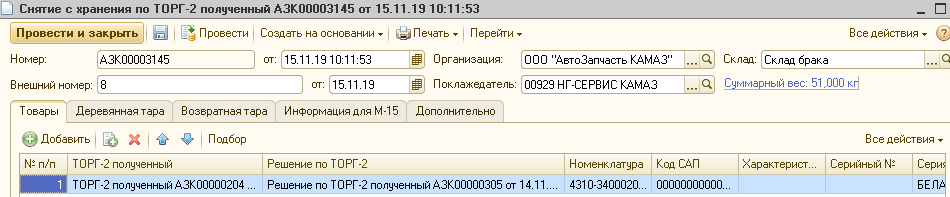 Снятие с хранения по ТОРГ-2 полученный АЗК00003145 от 15.11.19 10:11:53
Провести и закрыть Провести Создать на основании Печать Перейти Все действия
Номер: АЗК00003145 от: 15.11.19 10:11:53 Организация: ООО "АвтоЗапчасть КАМАЗ" Склад: Склад брака
Внешний номер: 8 от: 15.11.19 Поклажедатель: 00929 НГ-СЕРВИС КАМАЗ Суммарный вес: 51,000 кг
Товары Деревянная тара Возвратная тара Информация для М-15 Дополнительно
Добавить Подбор Все действия
№ п/п ТОРГ-2 полученный Решение по ТОРГ-2 Номенклатура Код САП Характерист... Серийный № Серия
1 ТОРГ-2 полученный АЗК00000204 ... Решение по ТОРГ-2 полученный АЗК00000305 от 14.11.... 4310-3400020... 00000000000... БЕЛА